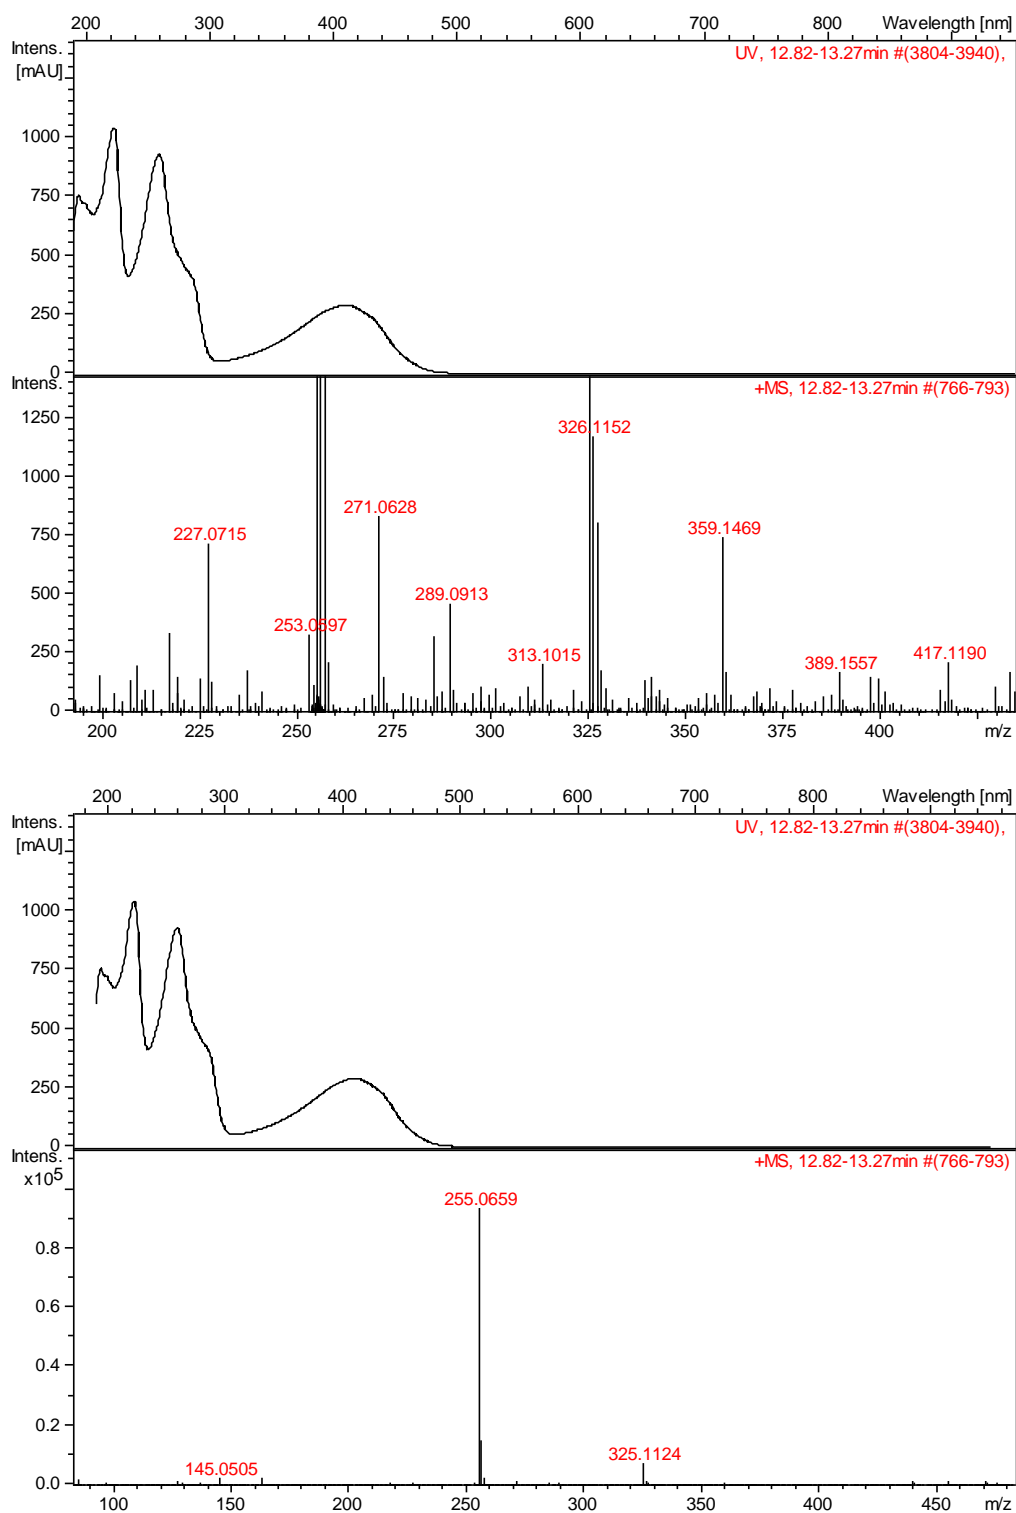 200 300 400 500 600 700 800 Wavelength [nm]
Intens.
[mAU]
UV, 12.82-13.27min #(3804-3940),
1000
750
500
250
0
Intens.
+MS, 12.82-13.27min #(766-793)
1250
326.1152
1000
271.0628
750
227.0715
359.1469
500
289.0913
253.0597
250
313.1015
389.1557
417.1190
0
200 225 250 275 300 325 350 375 400 m/z
200 300 400 500 600 700 800 Wavelength [nm]
Intens.
[mAU]
UV, 12.82-13.27min #(3804-3940),
1000
750
500
250
0
Intens.
x10⁵
+MS, 12.82-13.27min #(766-793)
255.0659
0.8
0.6
0.4
0.2
325.1124
145.0505
0.0
100 150 200 250 300 350 400 450 m/z